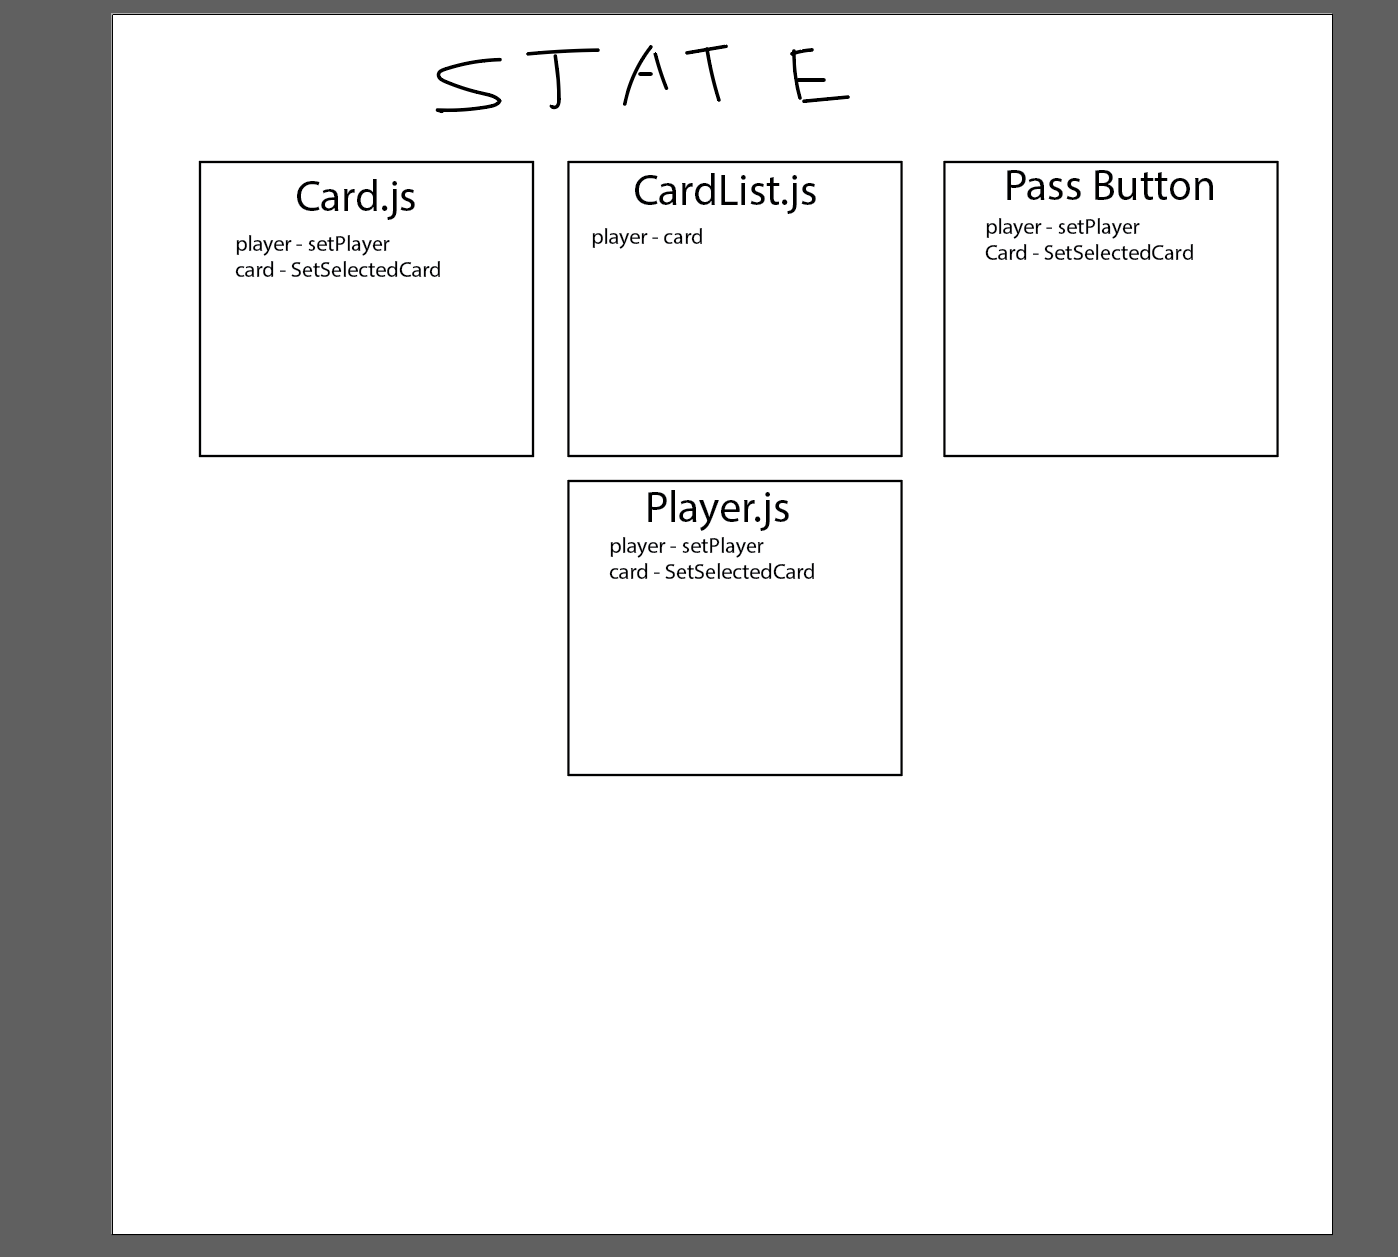 STATE
Card.js
player - setPlayer
card - SetSelectedCard
CardList.js
player - card
Pass Button
player - setPlayer
Card - SetSelectedCard
Player.js
player - setPlayer
card - SetSelectedCard